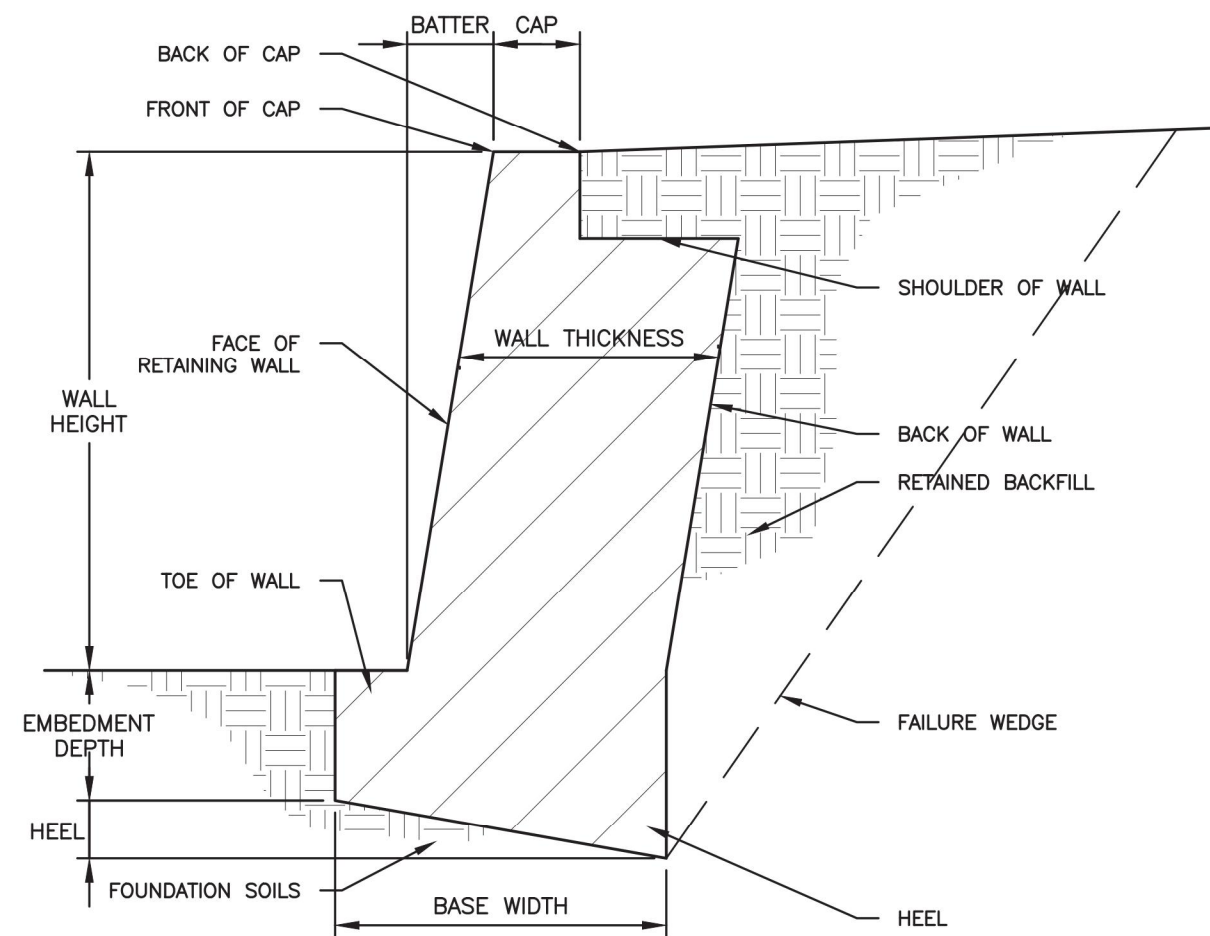 BATTER
CAP
BACK OF CAP
FRONT OF CAP
SHOULDER OF WALL
FACE OF
RETAINING WALL
WALL THICKNESS
WALL
HEIGHT
BACK OF WALL
RETAINED BACKFILL
TOE OF WALL
EMBEDMENT
DEPTH
FAILURE WEDGE
HEEL
FOUNDATION SOILS
BASE WIDTH
HEEL